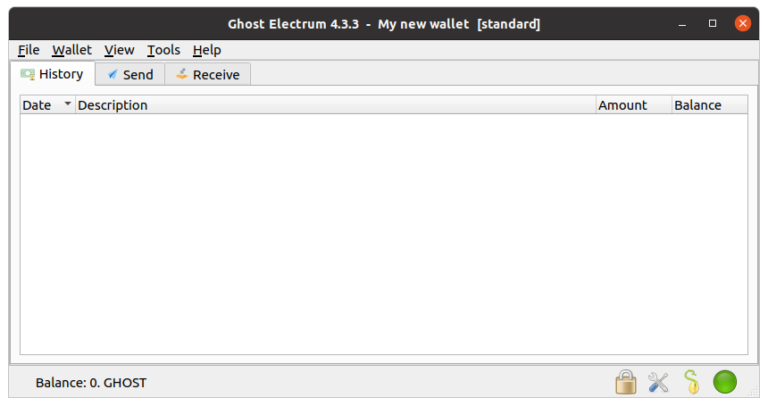 Ghost Electrum 4.3.3 - My new wallet [standard]
File Wallet View Tools Help
History Send Receive
Date Description Amount Balance
Balance: 0. GHOST